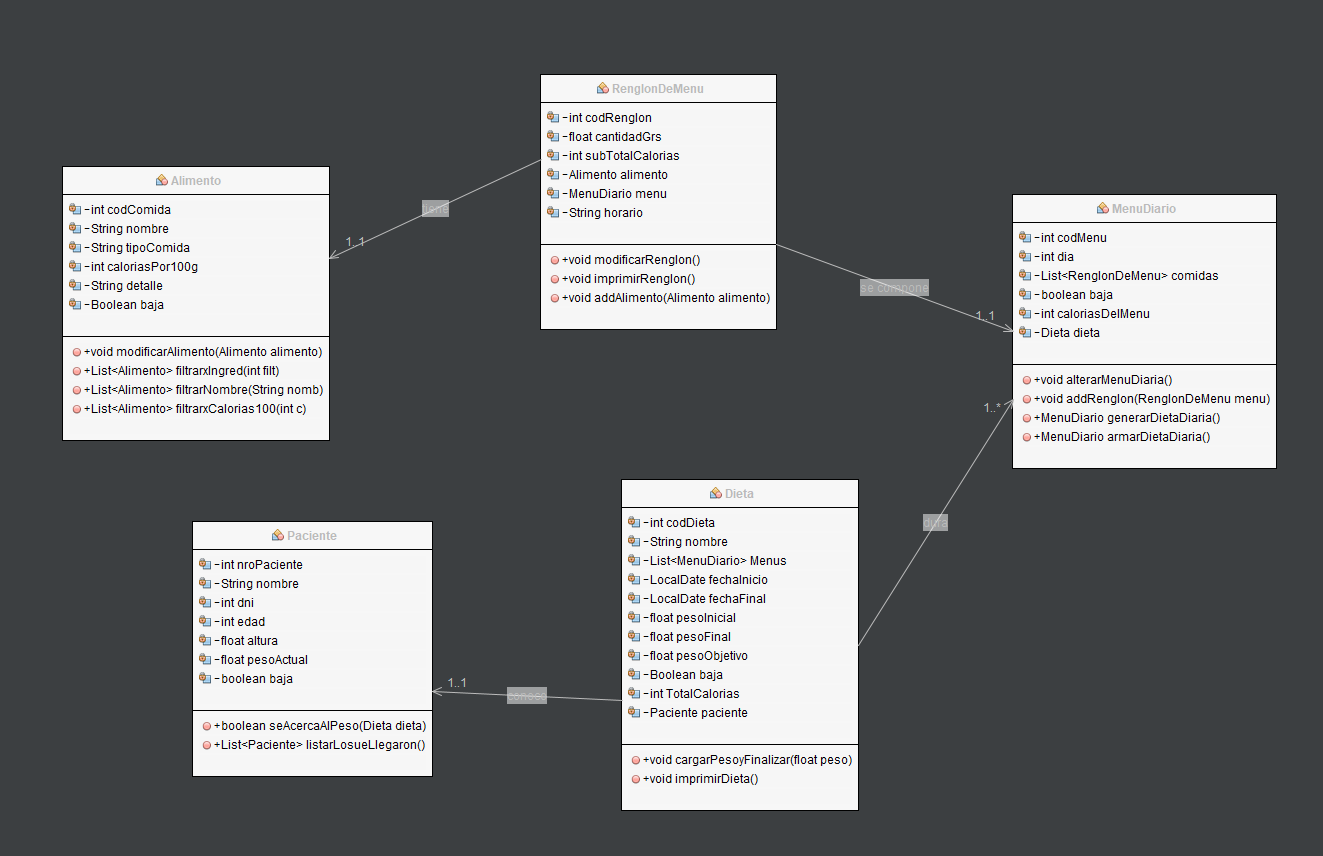 RenglonDeMenu
-int codRenglon
-float cantidadGrs
-int subTotalCalorias
-Alimento alimento
-MenuDiario menu
-String horario
+void modificarRenglon()
+void imprimirRenglon()
+void addAlimento(Alimento alimento)
Alimento
-int codComida
-String nombre
-String tipoComida
-int caloriasPor100g
-String detalle
-Boolean baja
+void modificarAlimento(Alimento alimento)
+List<Alimento> filtrarxIngred(int filt)
+List<Alimento> filtrarNombre(String nomb)
+List<Alimento> filtrarxCalorias100(int c)
tiene
1..1
MenuDiario
-int codMenu
-int dia
-List<RenglonDeMenu> comidas
-boolean baja
-int caloriasDelMenu
-Dieta dieta
+void alterarMenuDiaria()
+void addRenglon(RenglonDeMenu menu)
+MenuDiario generarDietaDiaria()
+MenuDiario armarDietaDiaria()
se compone
1..1
1..*
dura
Dieta
-int codDieta
-String nombre
-List<MenuDiario> Menus
-LocalDate fechaInicio
-LocalDate fechaFinal
-float pesoInicial
-float pesoFinal
-float pesoObjetivo
-Boolean baja
-int TotalCalorias
-Paciente paciente
+void cargarPesoyFinalizar(float peso)
+void imprimirDieta()
Paciente
-int nroPaciente
-String nombre
-int dni
-int edad
-float altura
-float pesoActual
-boolean baja
+boolean seAcercaAlPeso(Dieta dieta)
+List<Paciente> listarLosueLlegaron()
1..1